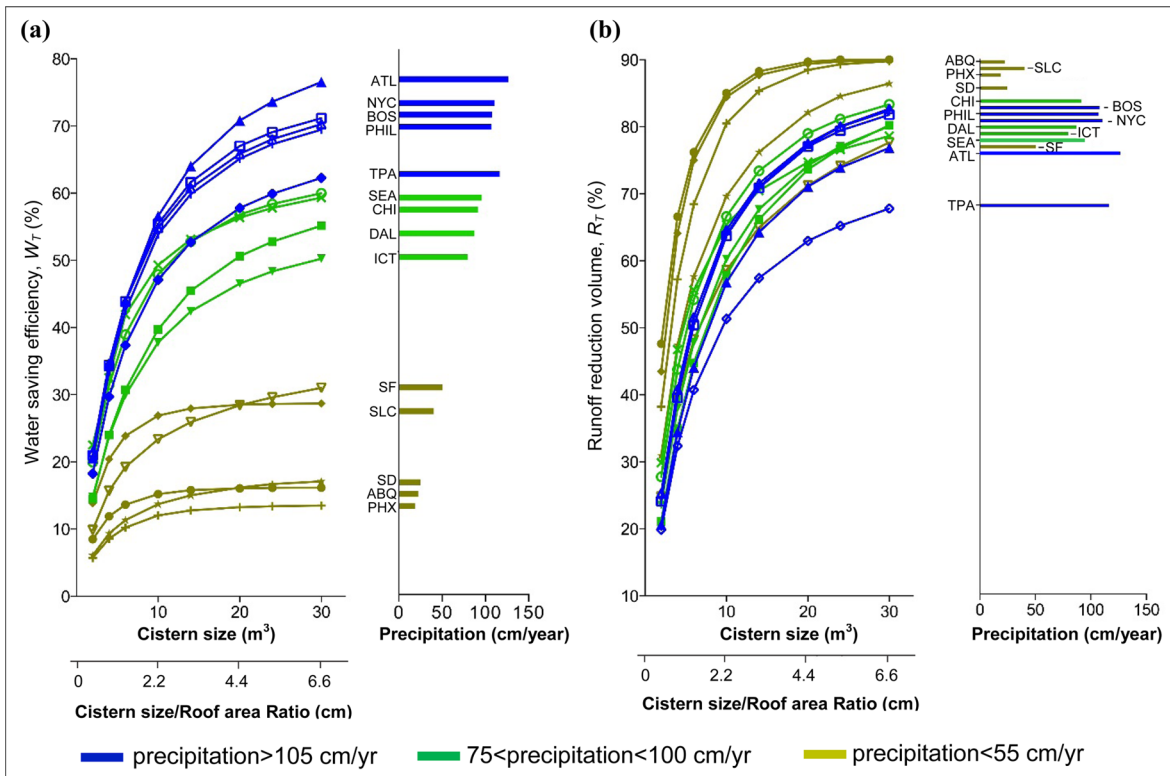 (a)
Water saving efficiency, W_T (%)
80
70
60
50
40
30
20
10
0
10 20 30
Cistern size (m³)
0 2.2 4.4 6.6
Cistern size/Roof area Ratio (cm)
ATL
NYC
BOS
PHIL
TPA
SEA
CHI
DAL
ICT
SF
SLC
SD
ABQ
PHX
0 50 100 150
Precipitation (cm/year)
(b)
Runoff reduction volume, R_T (%)
90
80
70
60
50
40
30
20
10
10 20 30
Cistern size (m³)
0 2.2 4.4 6.6
Cistern size/Roof area Ratio (cm)
ABQ
-SLC
PHX
SD
CHI
- BOS
PHIL
- NYC
DAL
-ICT
SEA
-SF
ATL
TPA
0 50 100 150
Precipitation (cm/year)
precipitation>105 cm/yr 75<precipitation<100 cm/yr precipitation<55 cm/yr